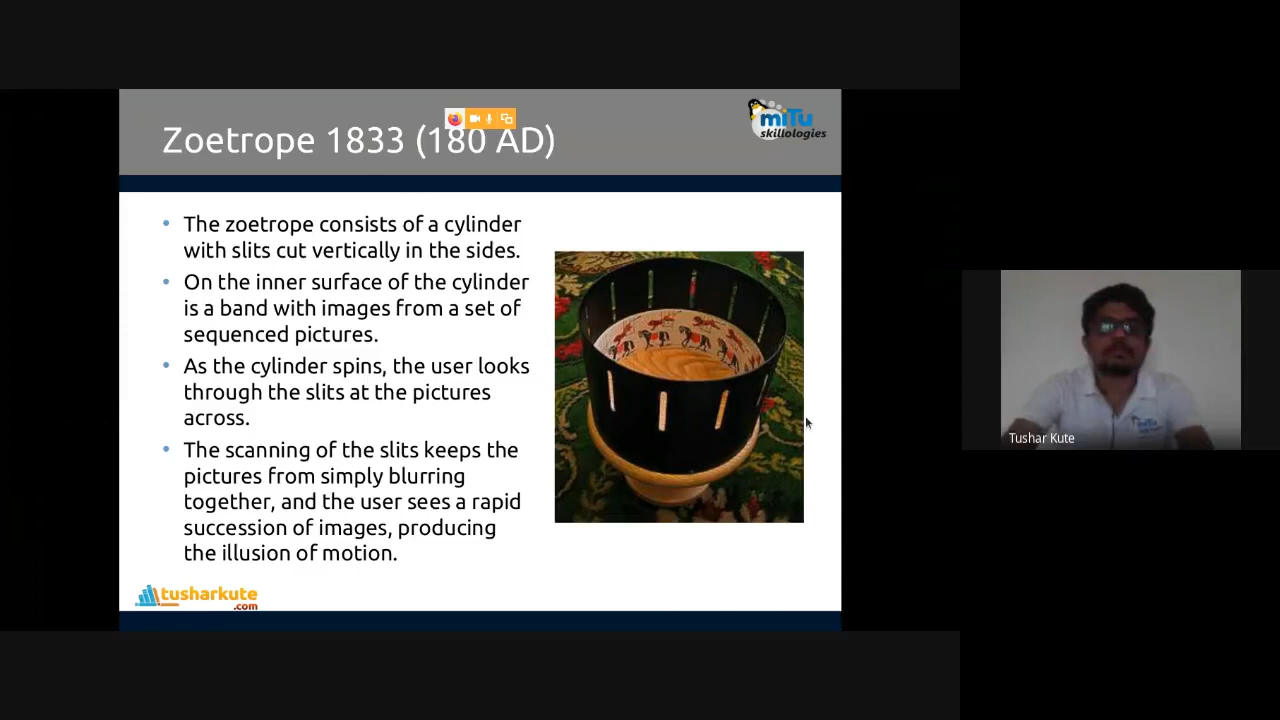 Zoetrope 1833 (180 AD)
miTu
skillologies
• The zoetrope consists of a cylinder
with slits cut vertically in the sides.
• On the inner surface of the cylinder
is a band with images from a set of
sequenced pictures.
• As the cylinder spins, the user looks
through the slits at the pictures
across.
• The scanning of the slits keeps the
pictures from simply blurring
together, and the user sees a rapid
succession of images, producing
the illusion of motion.
tusharkute
.com
miTu
Tushar Kute